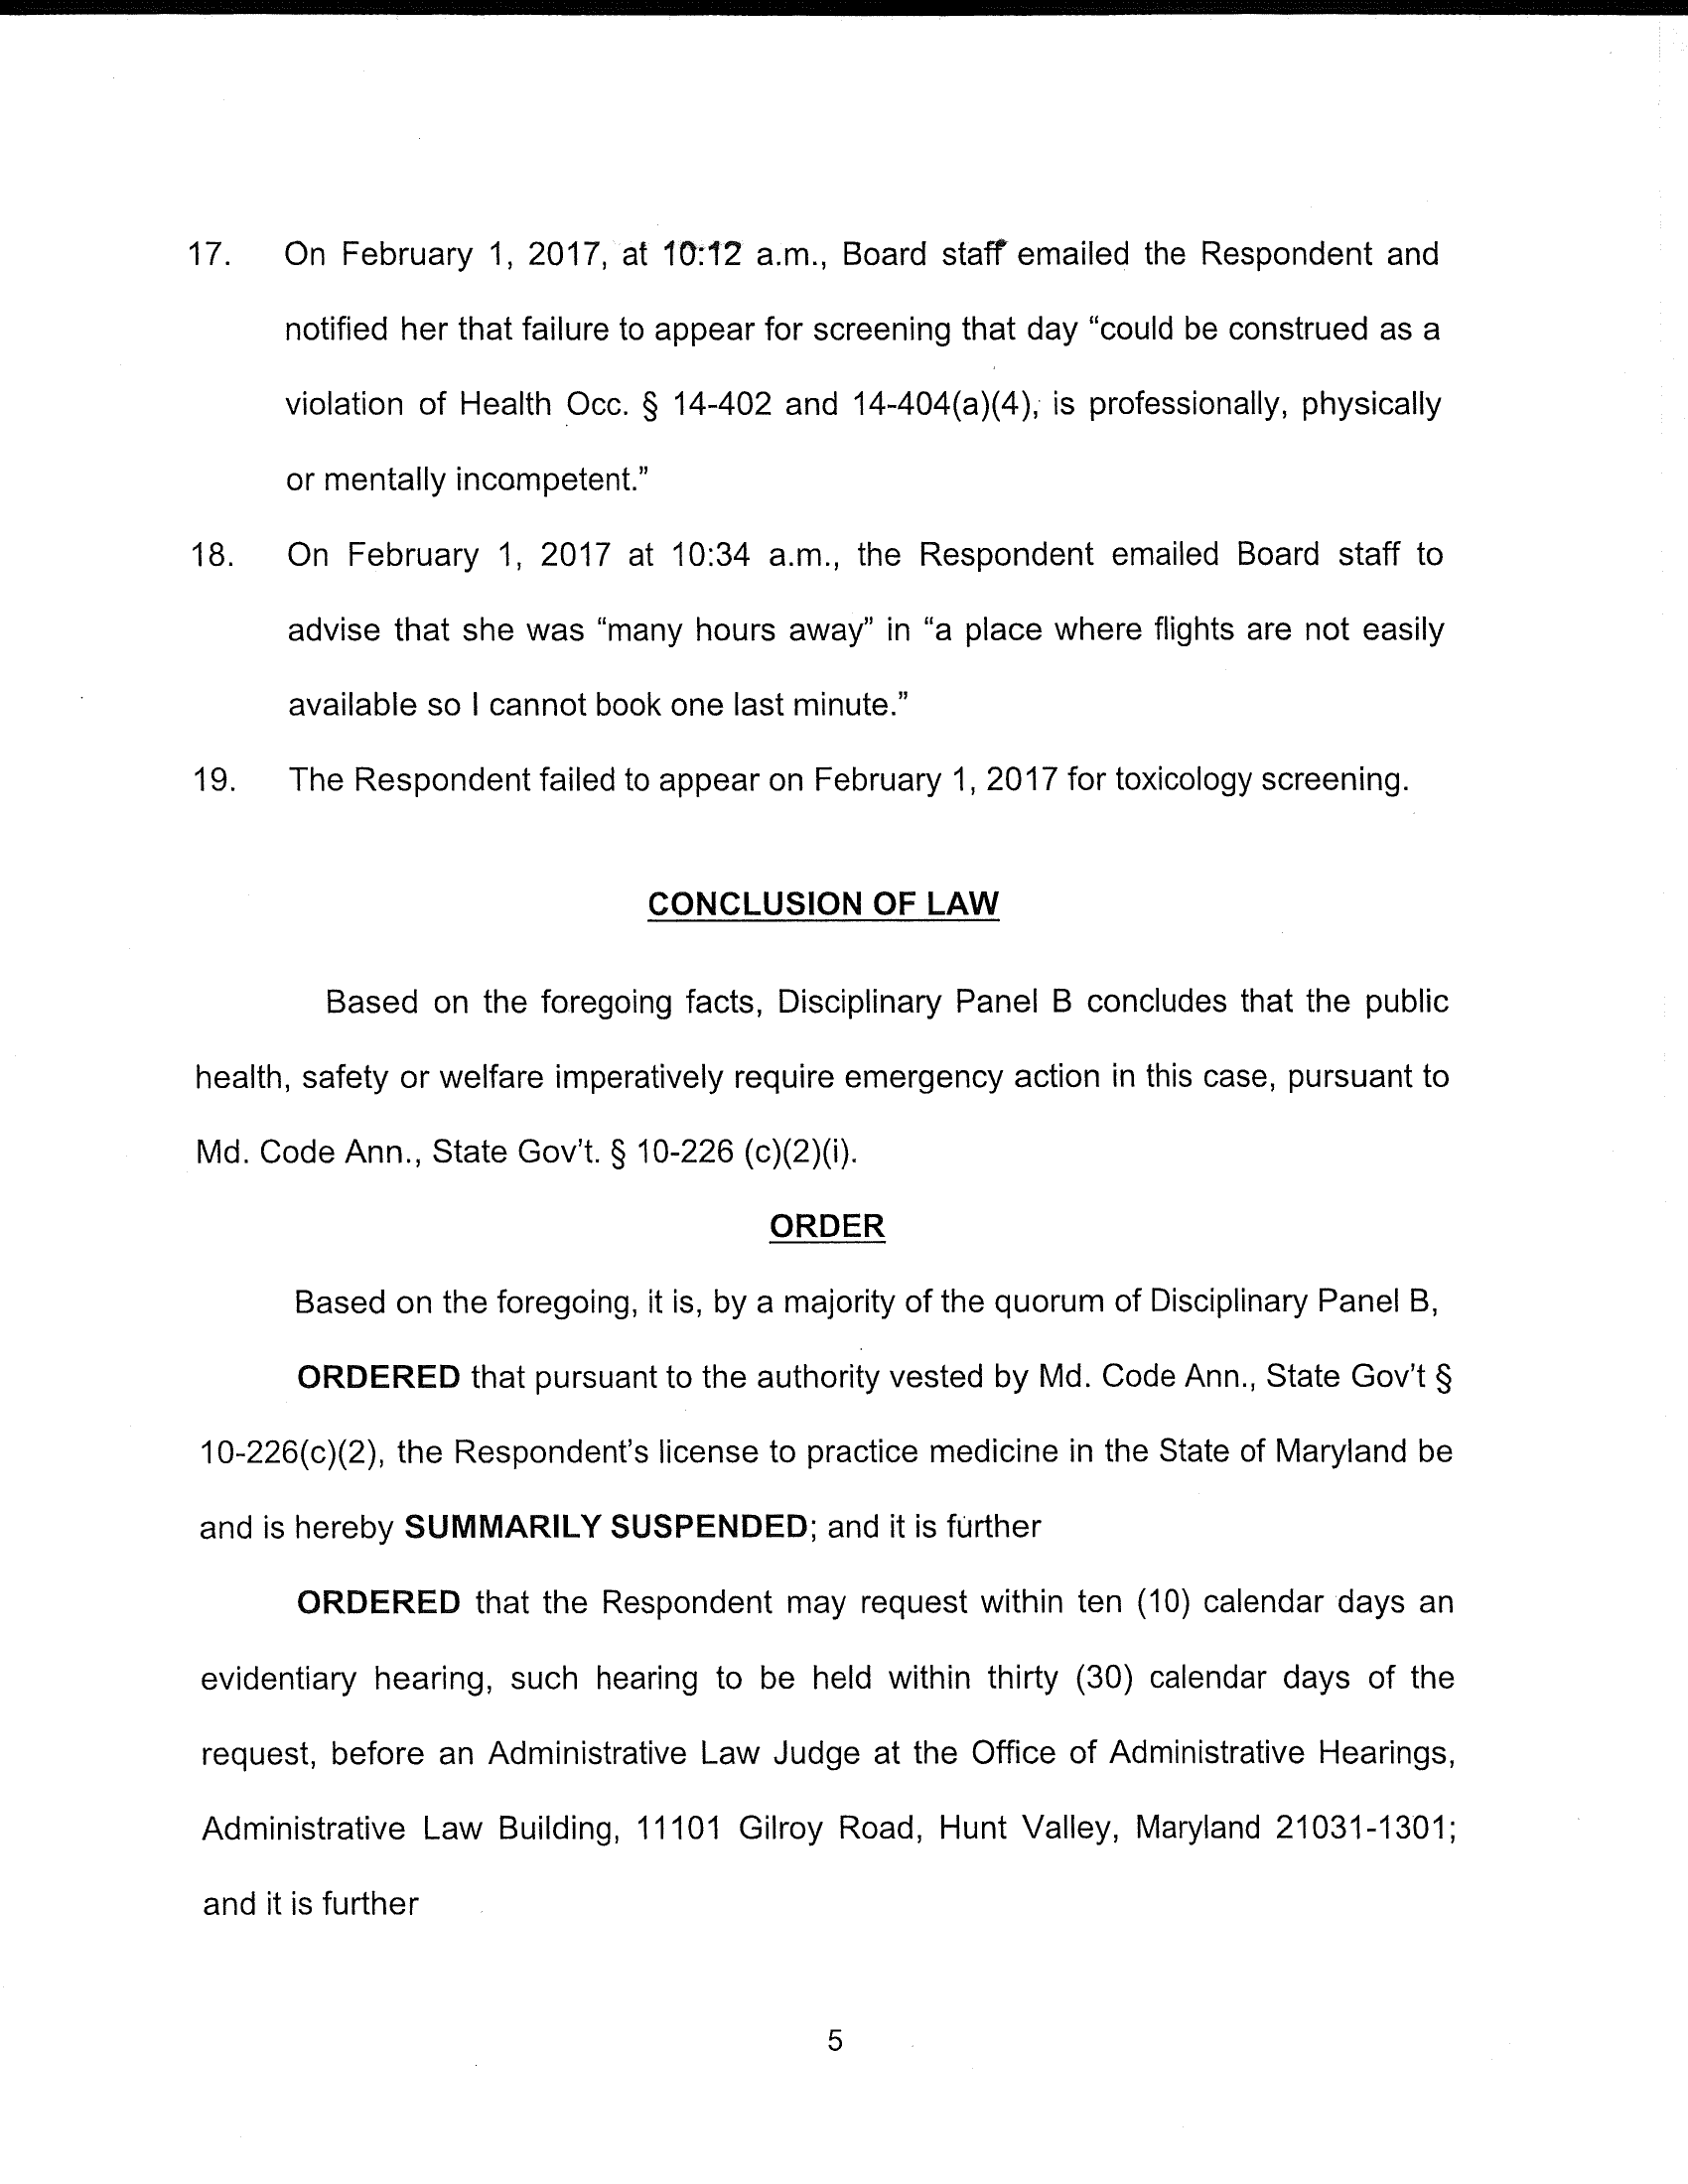 17. On February 1, 2017, at 10:12 a.m., Board staff emailed the Respondent and
notified her that failure to appear for screening that day “could be construed as a
violation of Health Occ. § 14-402 and 14-404(a)(4), is professionally, physically
or mentally incompetent.”
18. On February 1, 2017 at 10:34 a.m., the Respondent emailed Board staff to
advise that she was “many hours away” in “a place where flights are not easily
available so I cannot book one last minute.”
19. The Respondent failed to appear on February 1, 2017 for toxicology screening.
CONCLUSION OF LAW
Based on the foregoing facts, Disciplinary Panel B concludes that the public
health, safety or welfare imperatively require emergency action in this case, pursuant to
Md. Code Ann., State Gov't. § 10-226 (c)(2)(i).
ORDER
Based on the foregoing, it is, by a majority of the quorum of Disciplinary Panel B,
ORDERED that pursuant to the authority vested by Md. Code Ann., State Gov't §
10-226(c)(2), the Respondent's license to practice medicine in the State of Maryland be
and is hereby SUMMARILY SUSPENDED; and it is further
ORDERED that the Respondent may request within ten (10) calendar days an
evidentiary hearing, such hearing to be held within thirty (30) calendar days of the
request, before an Administrative Law Judge at the Office of Administrative Hearings,
Administrative Law Building, 11101 Gilroy Road, Hunt Valley, Maryland 21031-1301;
and it is further
5